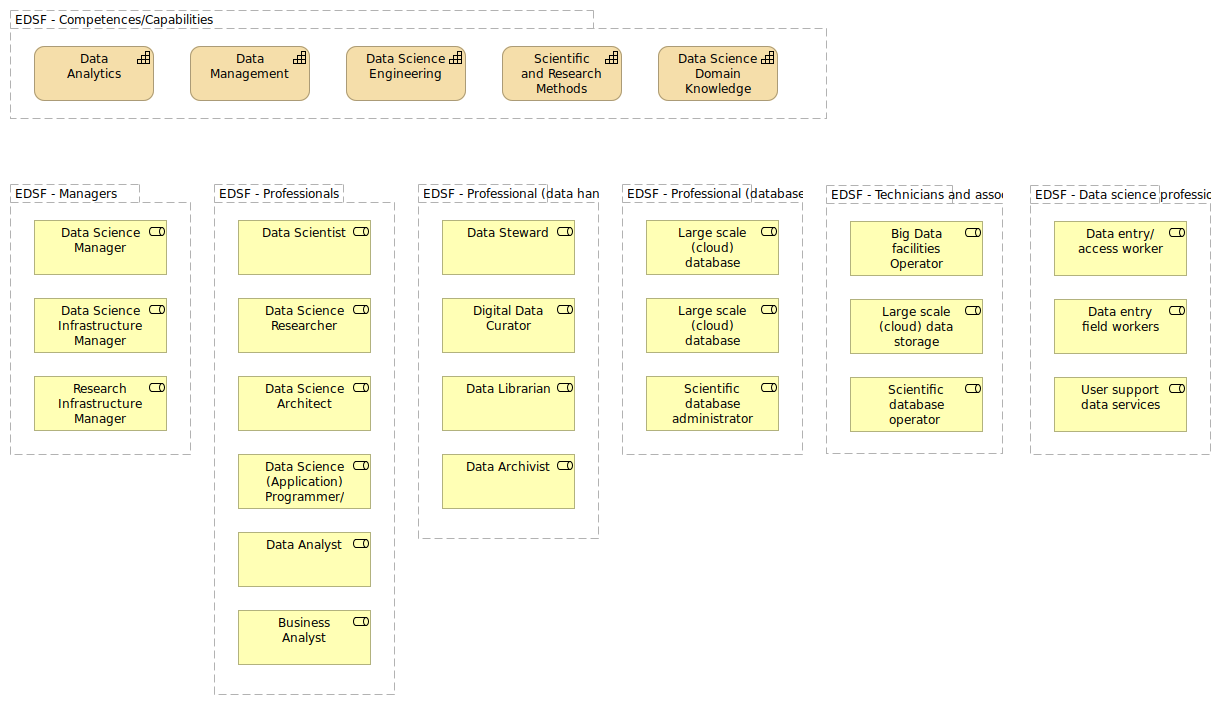 EDSF - Competences/Capabilities
Data
Analytics
Data
Management
Data Science
Engineering
Scientific
and Research
Methods
Data Science
Domain
Knowledge
EDSF - Managers
Data Science
Manager
Data Science
Infrastructure
Manager
Research
Infrastructure
Manager
EDSF - Professionals
Data Scientist
Data Science
Researcher
Data Science
Architect
Data Science
(Application)
Programmer/
Data Analyst
Business
Analyst
EDSF - Professional (data han
Data Steward
Digital Data
Curator
Data Librarian
Data Archivist
EDSF - Professional (database
Large scale
(cloud)
database
Large scale
(cloud)
database
Scientific
database
administrator
EDSF - Technicians and asso
Big Data
facilities
Operator
Large scale
(cloud) data
storage
Scientific
database
operator
EDSF - Data science professio
Data entry/
access worker
Data entry
field workers
User support
data services